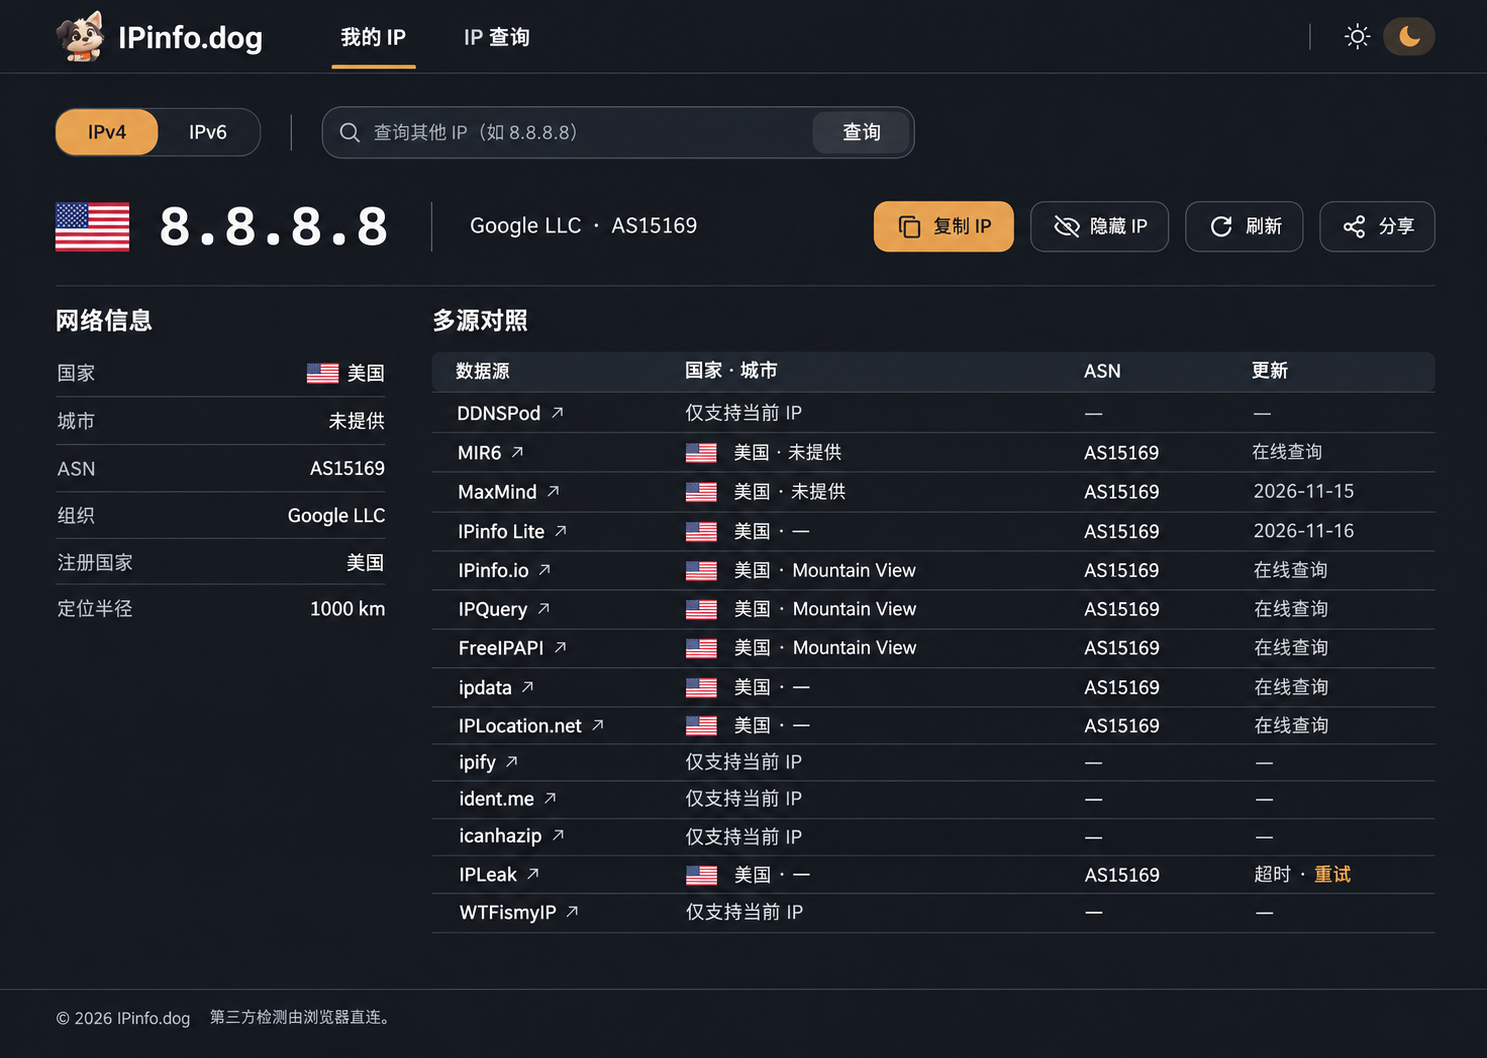 IPinfo.dog 我的 IP IP 查询
IPv4 IPv6 查询其他 IP（如 8.8.8.8） 查询
8.8.8.8 Google LLC · AS15169 复制 IP 隐藏 IP 刷新 分享
网络信息
国家 美国
城市 未提供
ASN AS15169
组织 Google LLC
注册国家 美国
定位半径 1000 km
多源对照
数据源 国家 · 城市 ASN 更新
DDNSPod ↗ 仅支持当前 IP — —
MIR6 ↗ 美国 · 未提供 AS15169 在线查询
MaxMind ↗ 美国 · 未提供 AS15169 2026-11-15
IPinfo Lite ↗ 美国 · — AS15169 2026-11-16
IPinfo.io ↗ 美国 · Mountain View AS15169 在线查询
IPQuery ↗ 美国 · Mountain View AS15169 在线查询
FreeIPAPI ↗ 美国 · Mountain View AS15169 在线查询
ipdata ↗ 美国 · — AS15169 在线查询
IPLocation.net ↗ 美国 · — AS15169 在线查询
ipify ↗ 仅支持当前 IP — —
ident.me ↗ 仅支持当前 IP — —
icanhazip ↗ 仅支持当前 IP — —
IPLeak ↗ 美国 · — AS15169 超时 · 重试
WTFismyIP ↗ 仅支持当前 IP — —
© 2026 IPinfo.dog 第三方检测由浏览器直连。